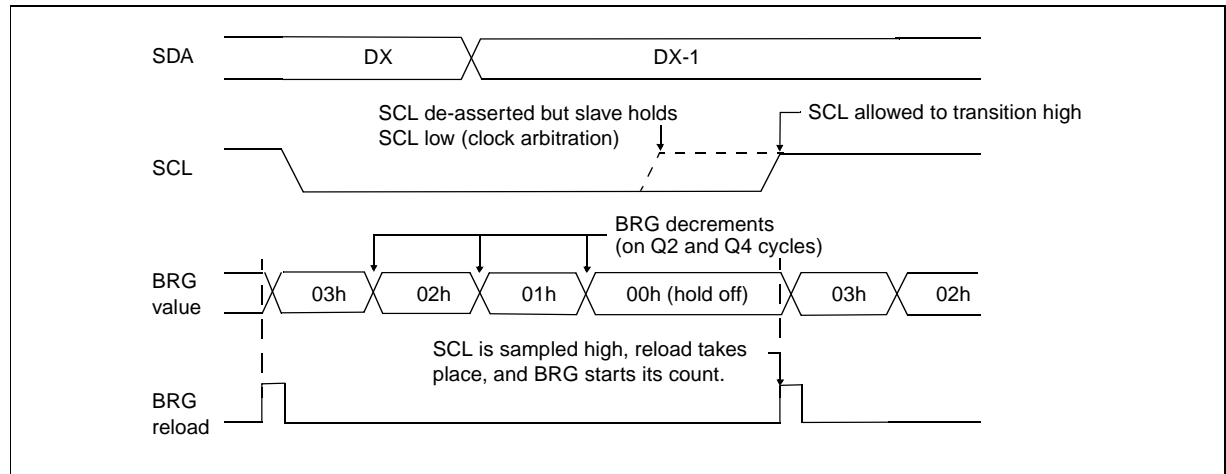 SDA
DX
DX-1
SCL de-asserted but slave holds
SCL low (clock arbitration)
SCL allowed to transition high
SCL
BRG decrements
(on Q2 and Q4 cycles)
BRG
value
03h
02h
01h
00h (hold off)
03h
02h
SCL is sampled high, reload takes
place, and BRG starts its count.
BRG
reload